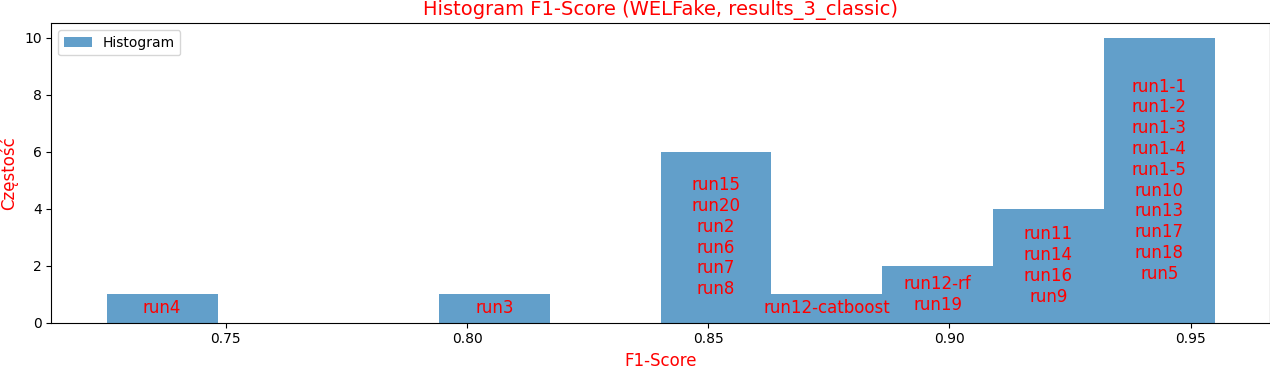 Histogram F1-Score (WELFake, results_3_classic)
Histogram
Częstość
10
8
6
4
2
0
run4
run3
run15
run20
run2
run6
run7
run8
run12-catboost
run12-rf
run19
run11
run14
run16
run9
run1-1
run1-2
run1-3
run1-4
run1-5
run10
run13
run17
run18
run5
0.75
0.80
0.85
0.90
0.95
F1-Score